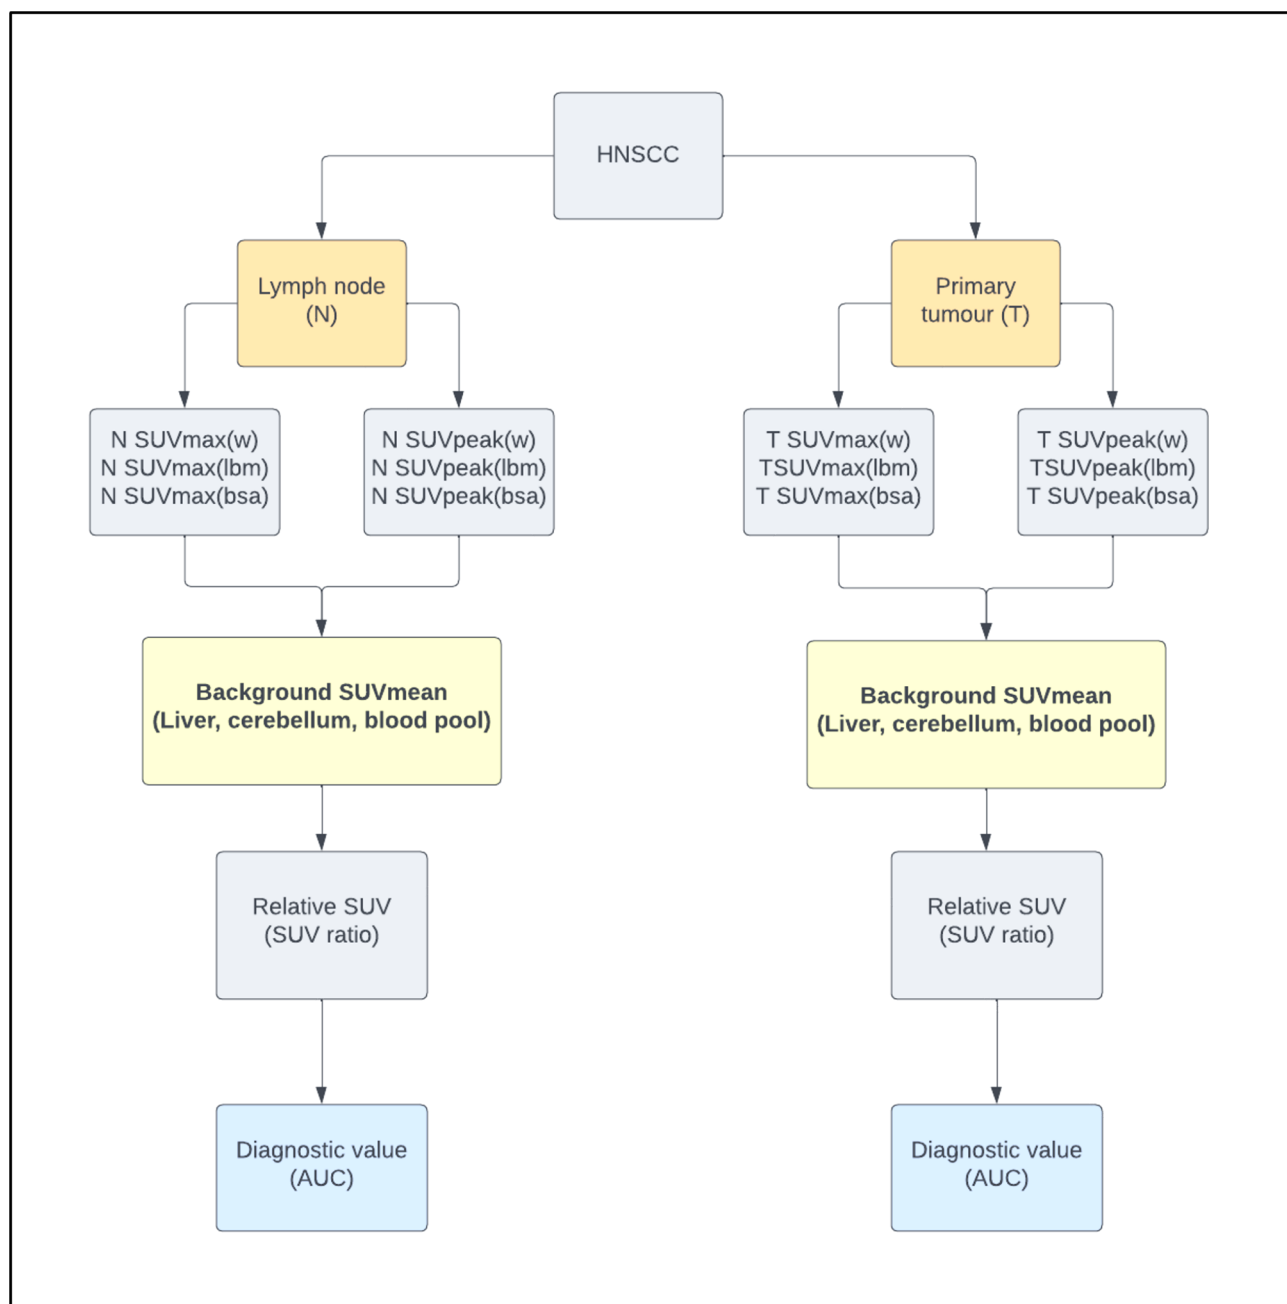 HNSCC
Lymph node
(N)
Primary
tumour (T)
N SUVmax(w)
N SUVmax(lbm)
N SUVmax(bsa)
N SUVpeak(w)
N SUVpeak(lbm)
N SUVpeak(bsa)
T SUVmax(w)
TSUVmax(lbm)
T SUVmax(bsa)
T SUVpeak(w)
TSUVpeak(lbm)
T SUVpeak(bsa)
Background SUVmean
(Liver, cerebellum, blood pool)
Background SUVmean
(Liver, cerebellum, blood pool)
Relative SUV
(SUV ratio)
Relative SUV
(SUV ratio)
Diagnostic value
(AUC)
Diagnostic value
(AUC)